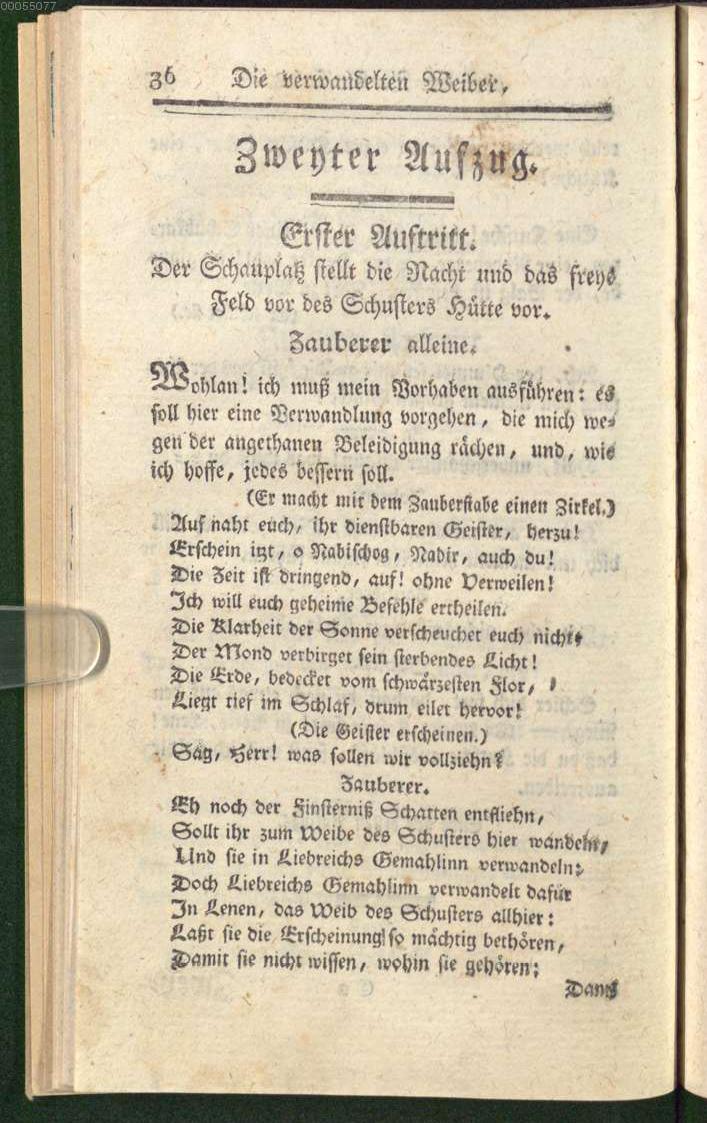 00055077
36 Die verwandelten Weiber,
Zweyter Aufzug.
Erster Auftritt.
Der Schauplatz stellt die Nacht und das freye
Feld vor des Schusters Hütte vor.
Zauberer alleine.
Wohlan! ich muß mein Vorhaben ausführen: es
soll hier eine Verwandlung vorgehen, die mich we-
gen der angethanen Beleidigung rächen, und, wie
ich hoffe, jedes bessern soll.
(Er macht mit dem Zauberstabe einen Zirkel.)
Auf naht euch, ihr dienstbaren Geister, herzu!
Erschein itzt, o Nabischog, Nadir, auch du!
Die Zeit ist dringend, auf! ohne Verweilen!
Ich will euch geheime Befehle ertheilen.
Die Klarheit der Sonne verscheuchet euch nicht,
Der Mond verbirget sein sterbendes Licht!
Die Erde, bedecket vom schwärzesten Flor,
Liegt tief im Schlaf, drum eilet hervor!
(Die Geister erscheinen.)
Sag, Herr! was sollen wir vollziehn?
Zauberer.
Eh noch der Finsterniß Schatten entfliehn,
Sollt ihr zum Weibe des Schusters hier wandeln,
Und sie in Liebreichs Gemahlinn verwandeln;
Doch Liebreichs Gemahlinn verwandelt dafür
In Lenen, das Weib des Schusters allhier:
Laßt sie die Erscheinung so mächtig bethören,
Damit sie nicht wissen, wohin sie gehören;